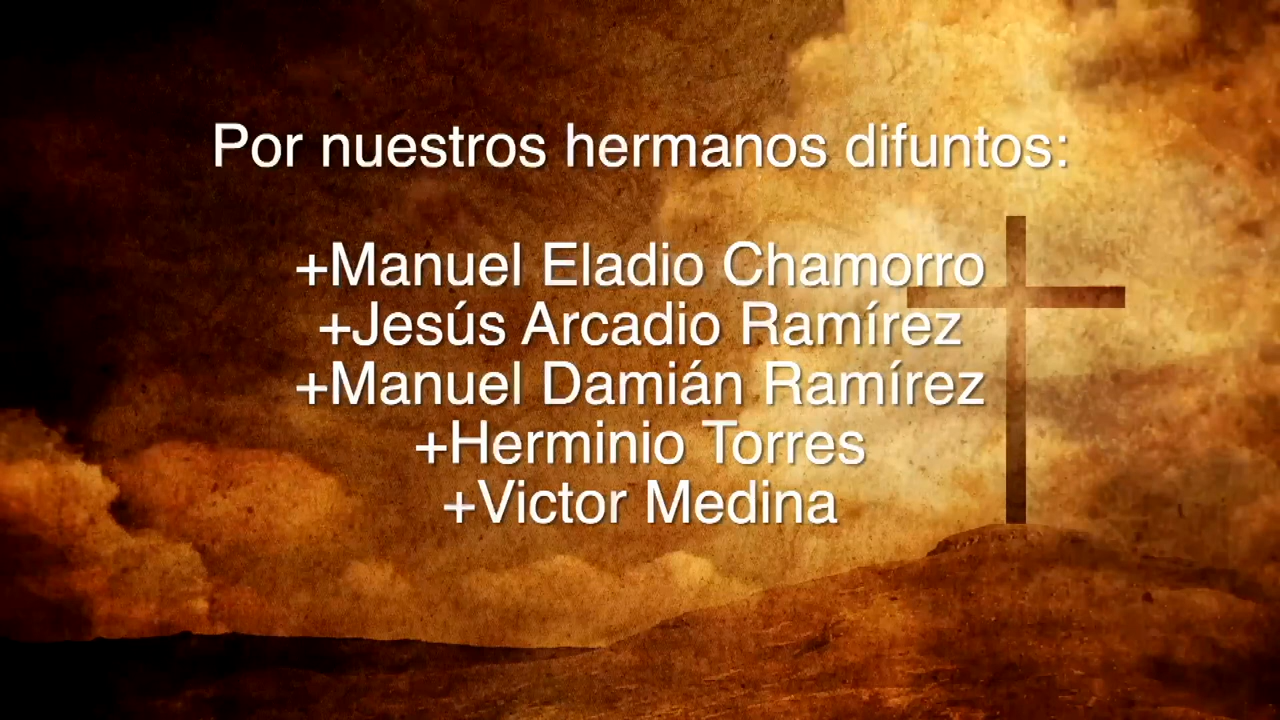 Por nuestros hermanos difuntos:
+Manuel Eladio Chamorro
+Jesús Arcadio Ramírez
+Manuel Damián Ramírez
+Herminio Torres
+Victor Medina